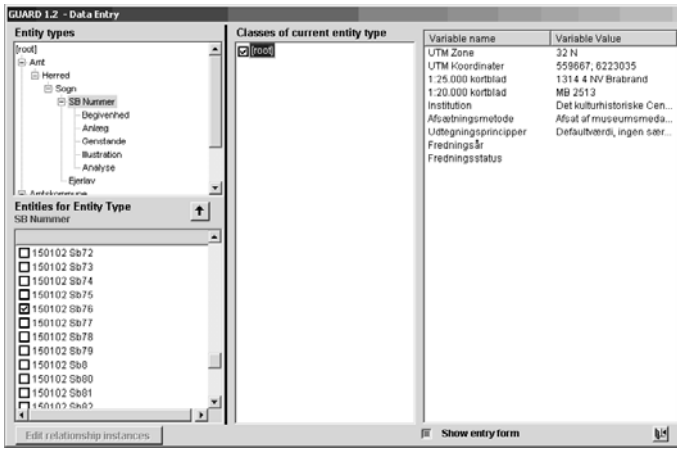 GUARD 1.2 - Data Entry
Entity types
[root]
Amt
Herred
Sogn
SB Nummer
Begivenhed
Anlæg
Genstande
Illustration
Analyse
Ejerlav
Amtskommune
Entities for Entity Type
SB Nummer
150102 Sb72
150102 Sb73
150102 Sb74
150102 Sb75
150102 Sb76
150102 Sb77
150102 Sb78
150102 Sb79
150102 Sb8
150102 Sb80
150102 Sb81
150102 Sb82
Edit relationship instances
Classes of current entity type
[root]
Variable name Variable Value
UTM Zone 32 N
UTM Koordinater 559667; 6223035
1:25.000 kortblad 1314 4 NV Brabrand
1:20.000 kortblad MB 2513
Institution Det kulturhistoriske Cen...
Afsætningsmetode Afsat af museumsmeda...
Udtegningsprincipper Defaultværdi, ingen sær...
Fredningsår
Fredningsstatus
Show entry form